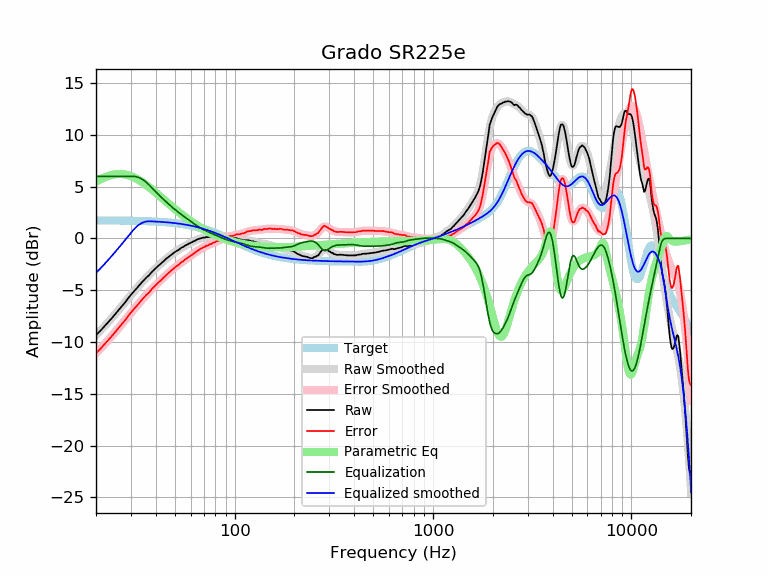 Grado SR225e
15
10
5
0
−5
−10
−15
−20
−25
Amplitude (dBr)
Target
Raw Smoothed
Error Smoothed
Raw
Error
Parametric Eq
Equalization
Equalized smoothed
100
1000
10000
Frequency (Hz)